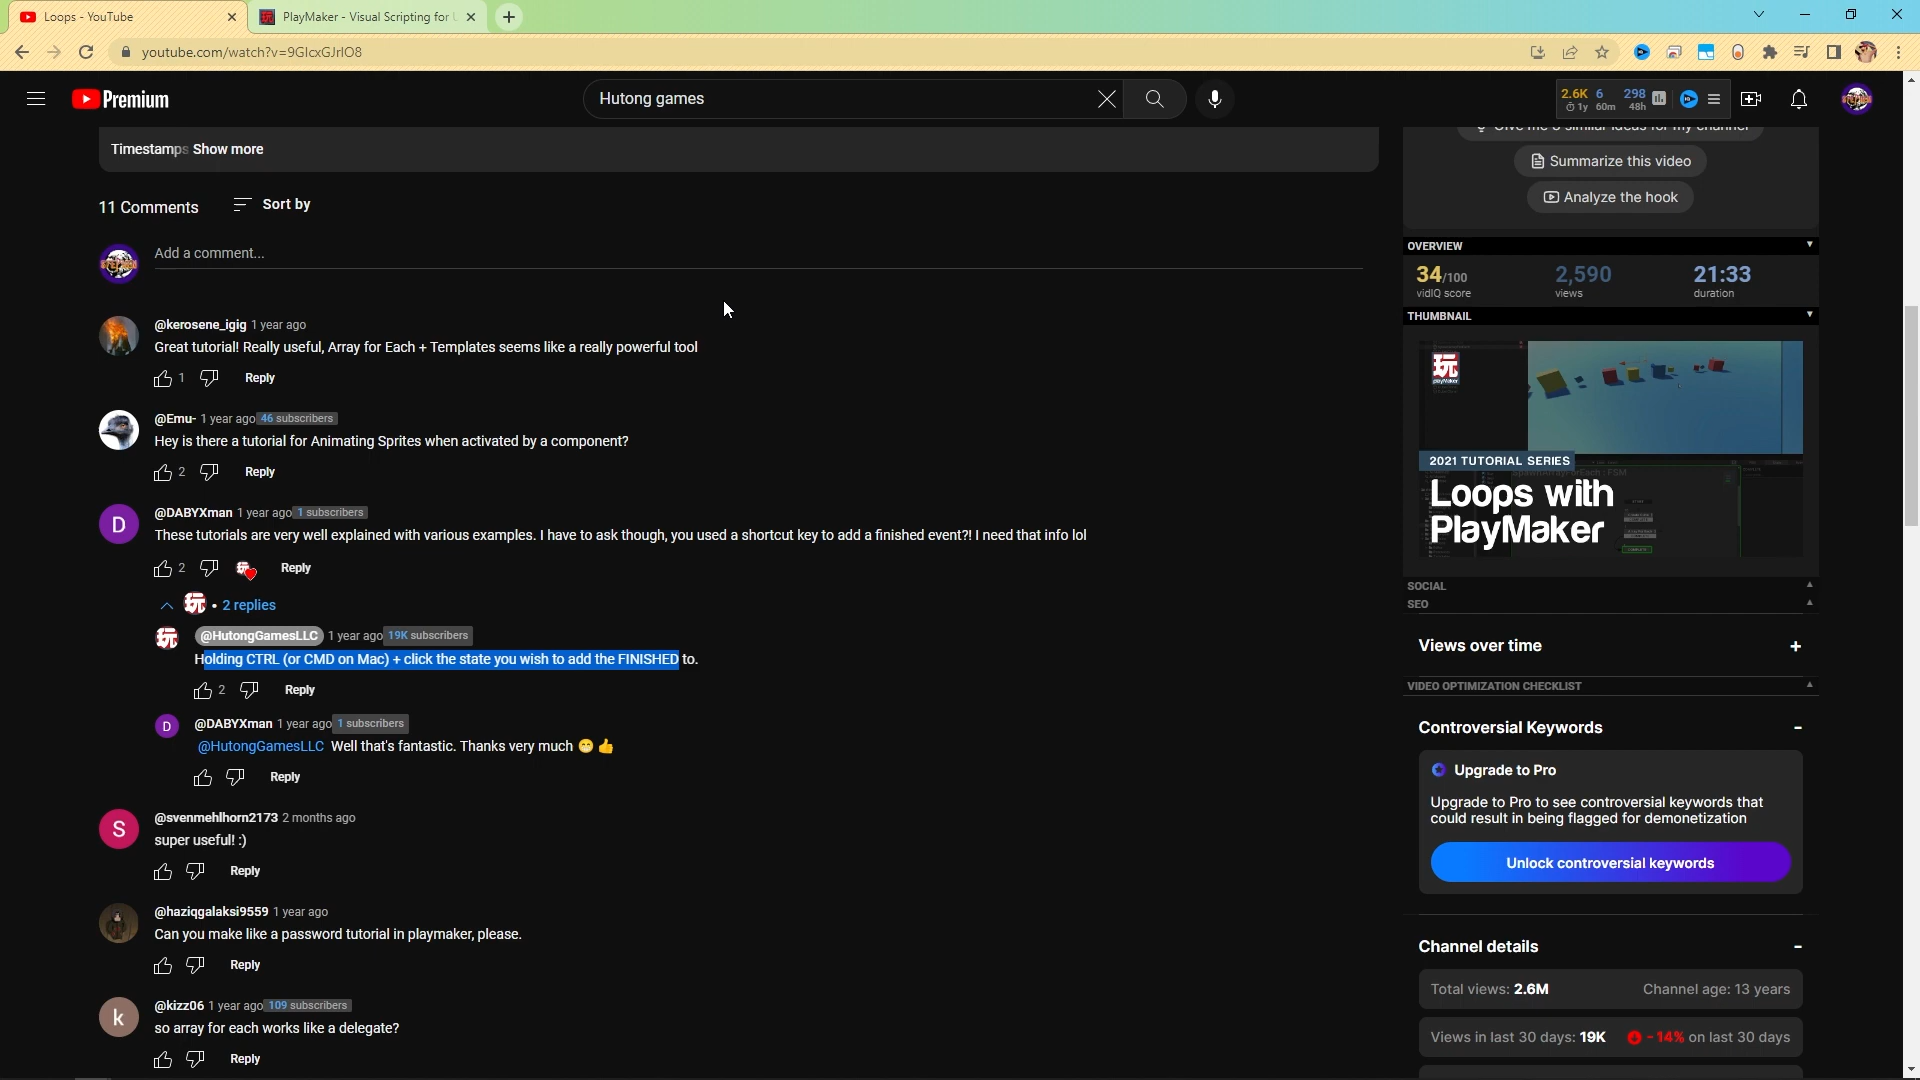 Loops - YouTube
PlayMaker - Visual Scripting for
youtube.com/watch?v=9GIcxGJrIO8
Premium
Hutong games
2.6K 6 298
1y 60m 48h
Timestamps Show more
11 Comments
Sort by
Add a comment...
@kerosene_igig 1 year ago
Great tutorial! Really useful, Array for Each + Templates seems like a really powerful tool
1
Reply
@Emu- 1 year ago 46 subscribers
Hey is there a tutorial for Animating Sprites when activated by a component?
2
Reply
D
@DABYXman 1 year ago 1 subscribers
These tutorials are very well explained with various examples. I have to ask though, you used a shortcut key to add a finished event?! I need that info lol
2
Reply
玩 • 2 replies
玩
@HutongGamesLLC 1 year ago 19K subscribers
Holding CTRL (or CMD on Mac) + click the state you wish to add the FINISHED to.
2
Reply
D
@DABYXman 1 year ago 1 subscribers
@HutongGamesLLC Well that's fantastic. Thanks very much 😁 👍
Reply
S
@svenmehlhorn2173 2 months ago
super useful! :)
Reply
@haziqgalaksi9559 1 year ago
Can you make like a password tutorial in playmaker, please.
Reply
k
@kizz06 1 year ago 109 subscribers
so array for each works like a delegate?
Reply
Summarize this video
Analyze the hook
OVERVIEW
34/100
vidIQ score
2,590
views
21:33
duration
THUMBNAIL
玩
playMaker
2021 TUTORIAL SERIES
Loops with
PlayMaker
SOCIAL
SEO
Views over time
+
VIDEO OPTIMIZATION CHECKLIST
Controversial Keywords
-
Upgrade to Pro
Upgrade to Pro to see controversial keywords that
could result in being flagged for demonetization
Unlock controversial keywords
Channel details
-
Total views: 2.6M
Channel age: 13 years
Views in last 30 days: 19K
-14% on last 30 days